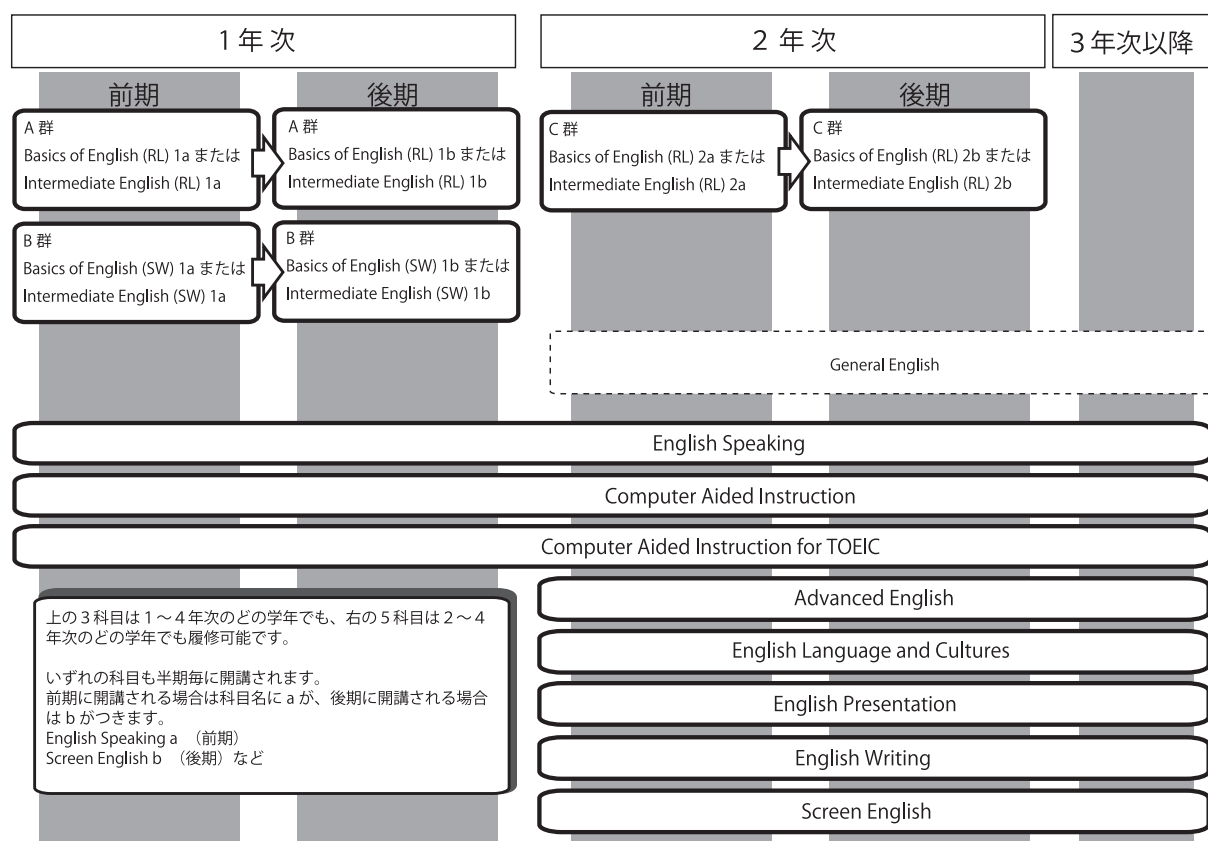 1年次
2年次
3年次以降
前期
後期
前期
後期
A群
Basics of English (RL) 1a または
Intermediate English (RL) 1a
A群
Basics of English (RL) 1b または
Intermediate English (RL) 1b
C群
Basics of English (RL) 2a または
Intermediate English (RL) 2a
C群
Basics of English (RL) 2b または
Intermediate English (RL) 2b
B群
Basics of English (SW) 1a または
Intermediate English (SW) 1a
B群
Basics of English (SW) 1b または
Intermediate English (SW) 1b
General English
English Speaking
Computer Aided Instruction
Computer Aided Instruction for TOEIC
上の3科目は1～4年次のどの学年でも、右の5科目は2～4
年次のどの学年でも履修可能です。
いずれの科目も半期毎に開講されます。
前期に開講される場合は科目名に a が、後期に開講される場合
は b がつきます。
English Speaking a （前期）
Screen English b （後期）など
Advanced English
English Language and Cultures
English Presentation
English Writing
Screen English